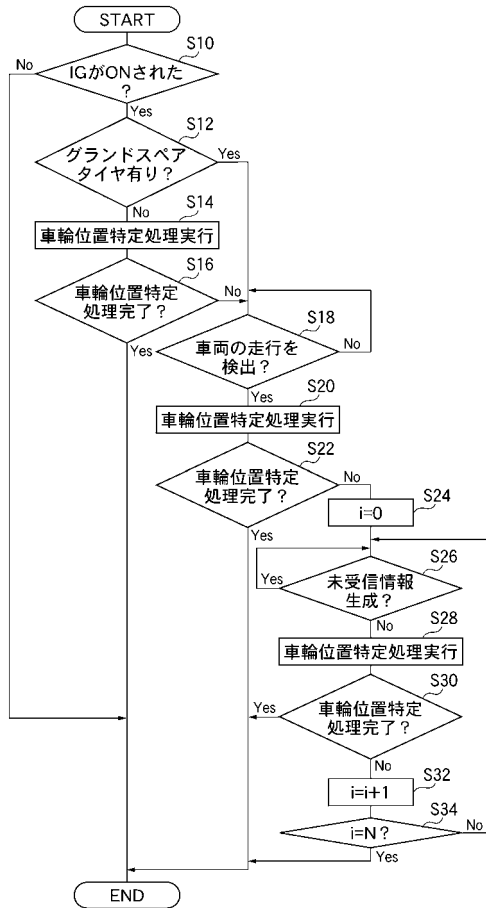 START
S10
IGがONされた
?
No
Yes
S12
グランドスペア
タイヤ有り?
Yes
No
S14
車輪位置特定処理実行
S16
車輪位置特定
処理完了?
No
Yes
S18
車両の走行を
検出?
No
Yes
S20
車輪位置特定処理実行
S22
車輪位置特定
処理完了?
No
Yes
S24
i=0
S26
未受信情報
生成?
Yes
No
S28
車輪位置特定処理実行
S30
車輪位置特定
処理完了?
Yes
No
S32
i=i+1
S34
i=N?
No
Yes
END